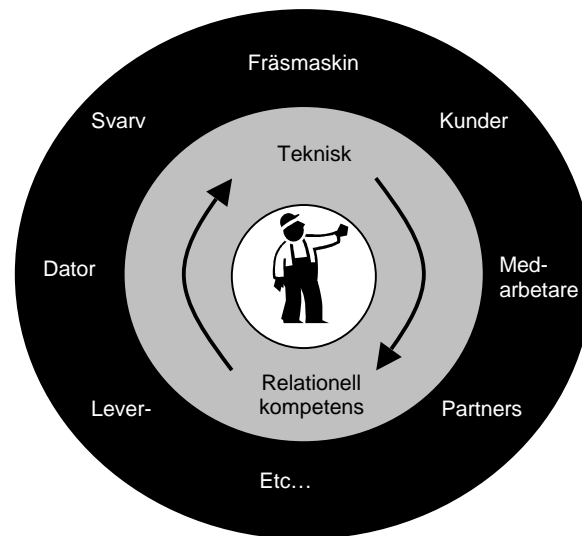 Fräsmaskin
Svarv
Kunder
Teknisk
Dator
Med-
arbetare
Relationell
kompetens
Lever-
Partners
Etc…